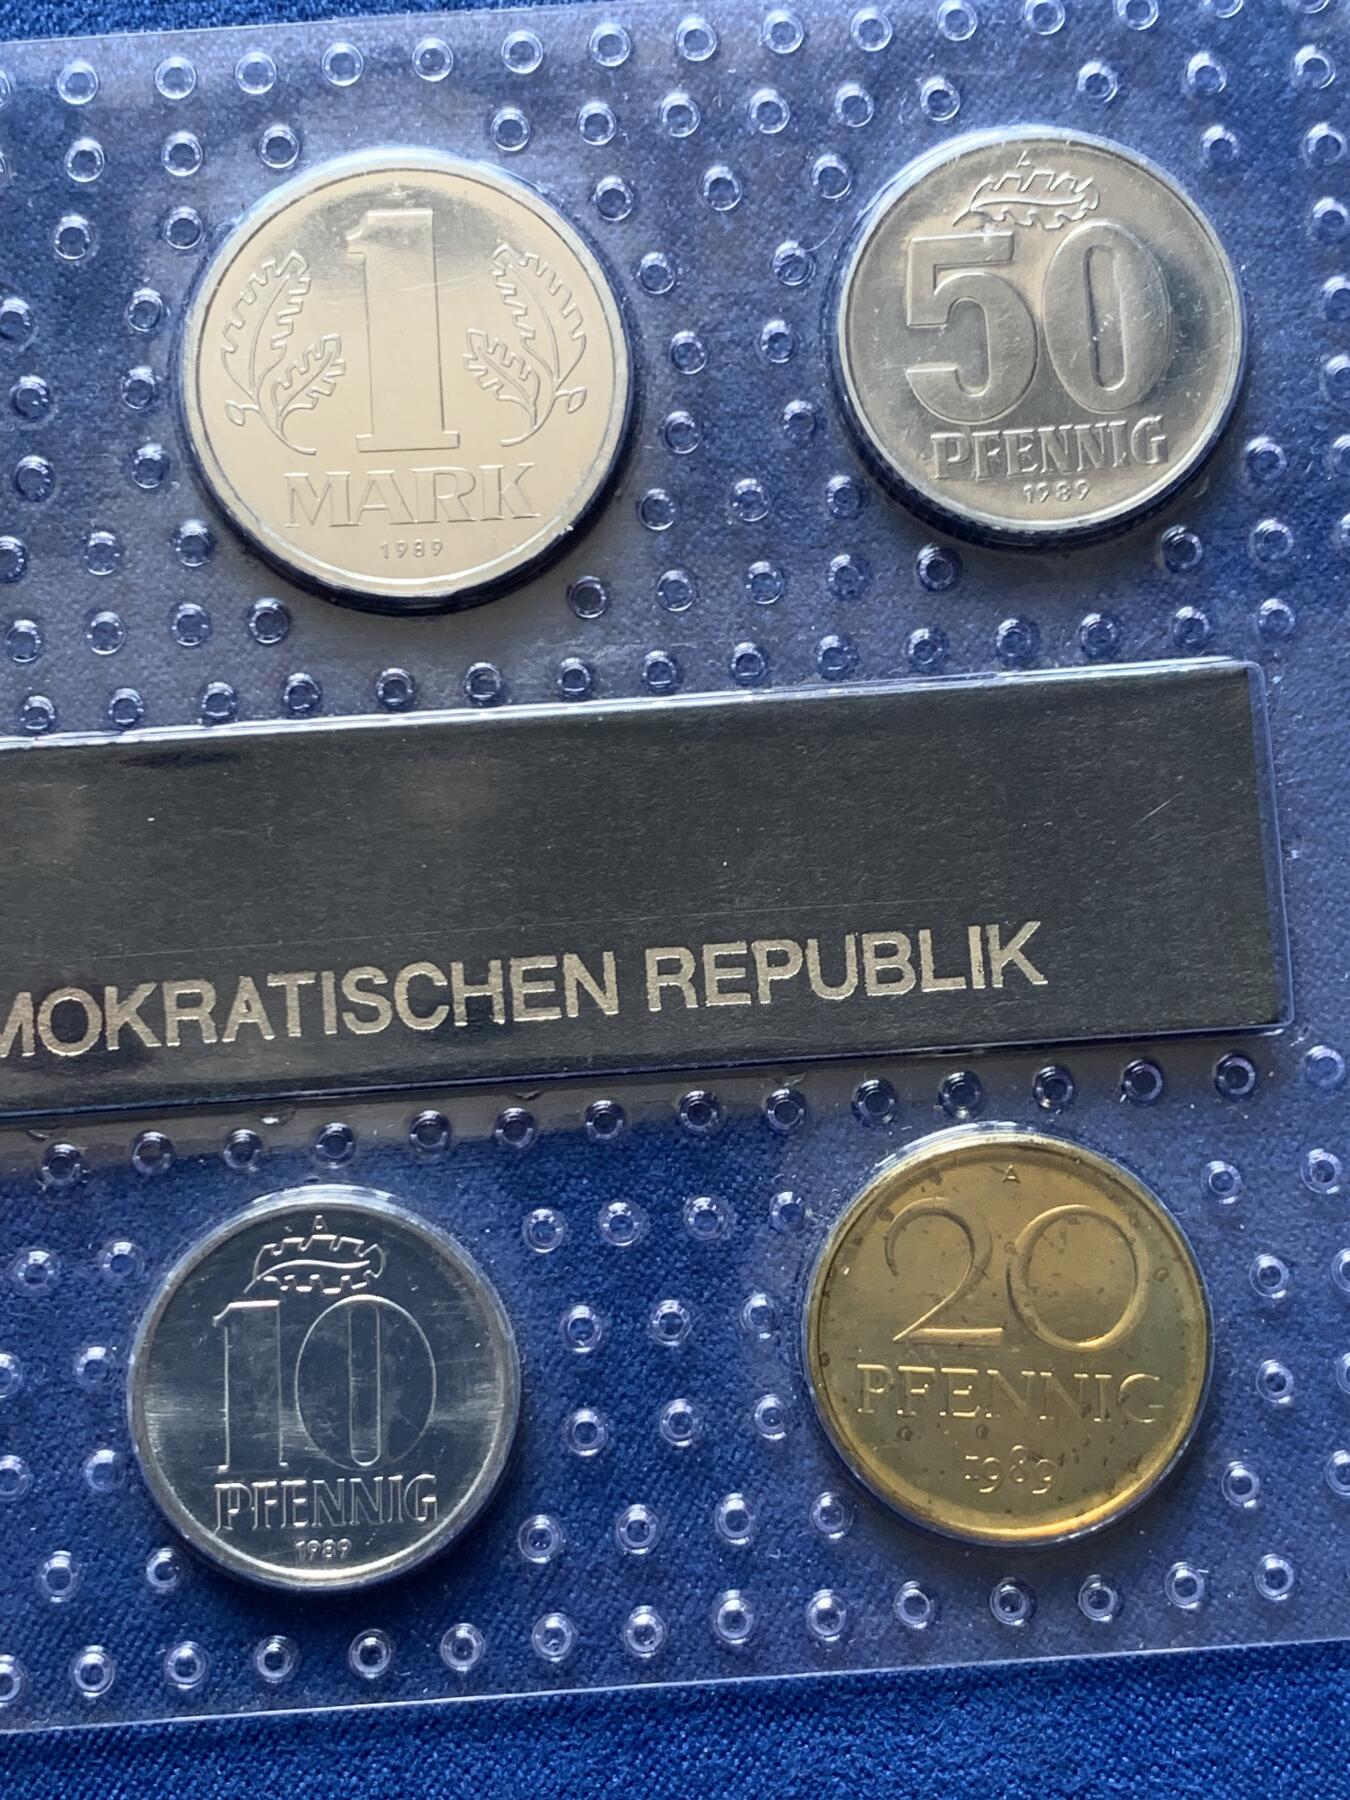 1
MARK
1989
A
50
PFENNIG
1989
MOKRATISCHEN REPUBLIK
A
10
PFENNIG
1989
A
20
PFENNIG
1989